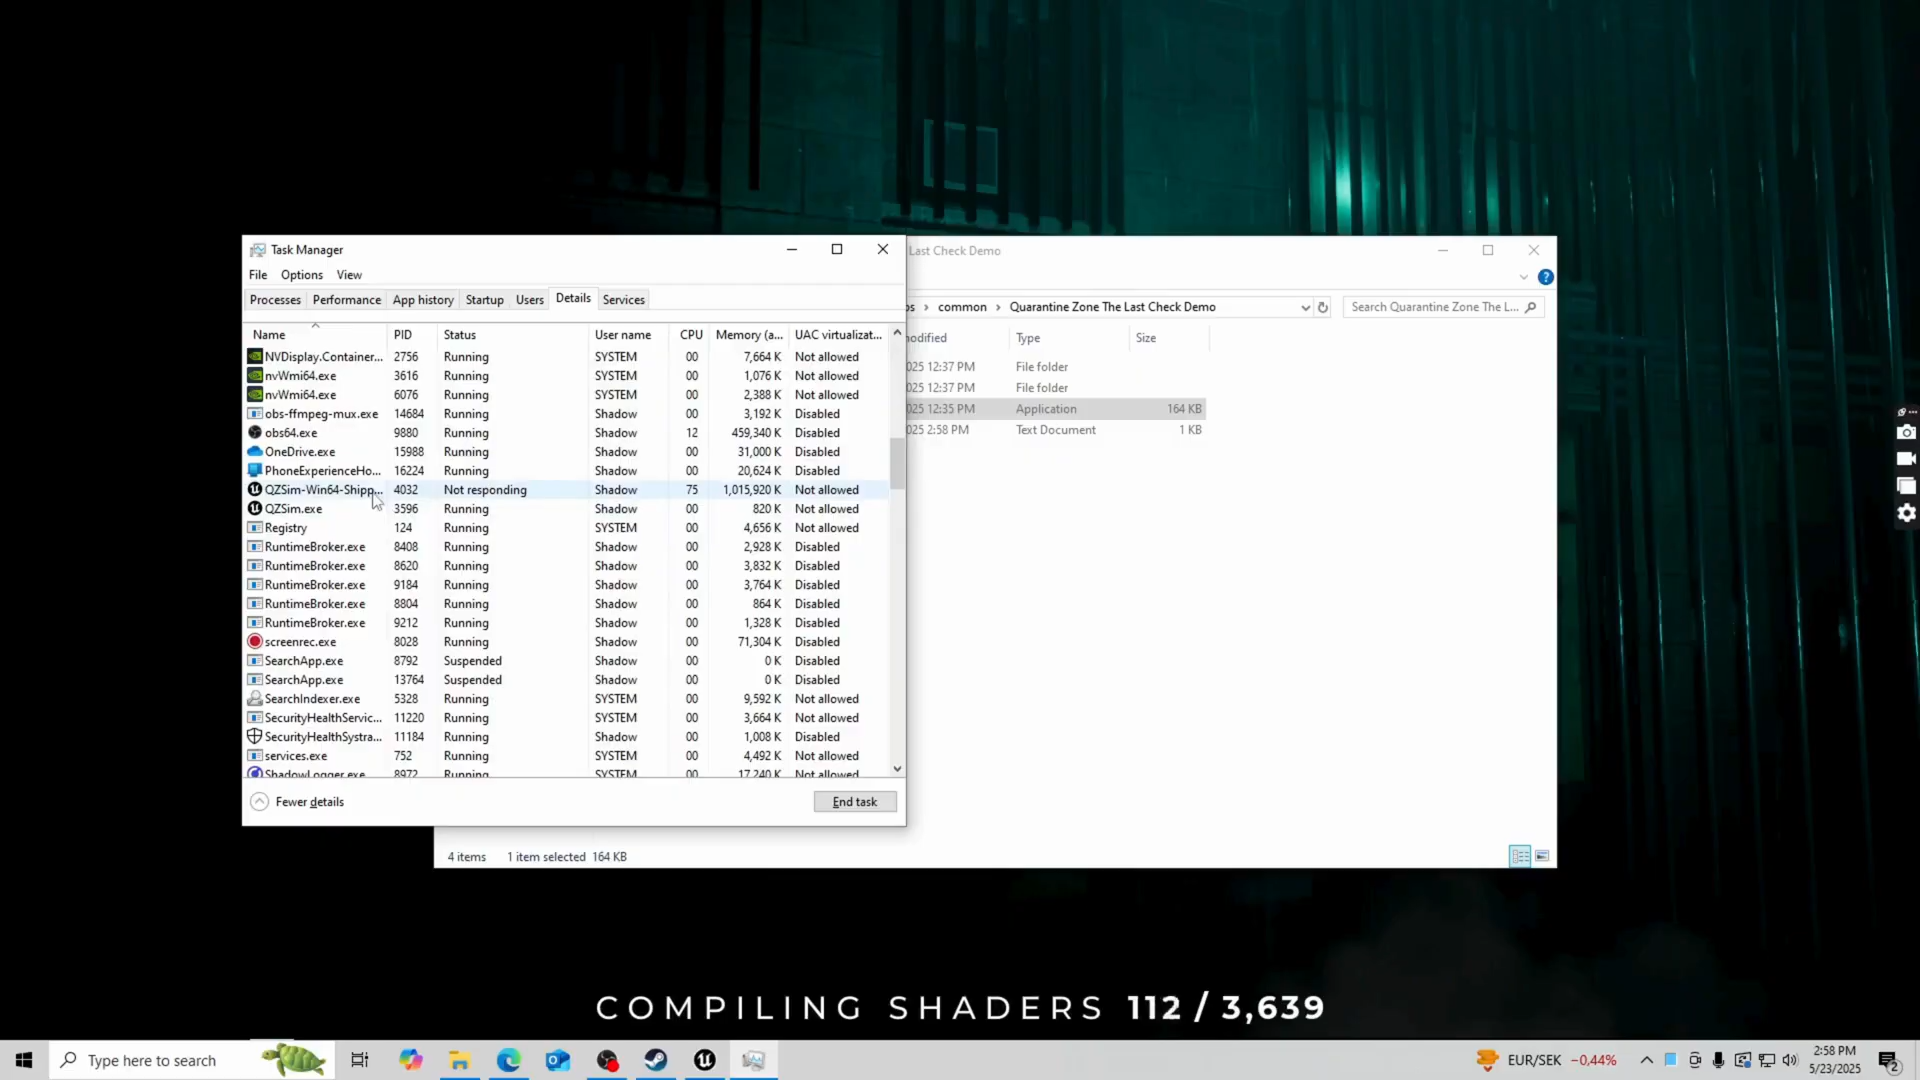 Task Manager
File Options View
Processes Performance App history Startup Users Details Services
Name PID Status User name CPU Memory (a... UAC virtualizat...
NVDisplay.Container... 2756 Running SYSTEM 00 7,664 K Not allowed
nvWmi64.exe 3616 Running SYSTEM 00 1,076 K Not allowed
nvWmi64.exe 6076 Running SYSTEM 00 2,388 K Not allowed
obs-ffmpeg-mux.exe 14684 Running Shadow 00 3,192 K Disabled
obs64.exe 9880 Running Shadow 12 459,340 K Disabled
OneDrive.exe 15988 Running Shadow 00 31,000 K Disabled
PhoneExperienceHo... 16224 Running Shadow 00 20,624 K Disabled
QZSim-Win64-Shipp... 4032 Not responding Shadow 75 1,015,920 K Not allowed
QZSim.exe 3596 Running Shadow 00 820 K Not allowed
Registry 124 Running SYSTEM 00 4,656 K Not allowed
RuntimeBroker.exe 8408 Running Shadow 00 2,928 K Disabled
RuntimeBroker.exe 8620 Running Shadow 00 3,832 K Disabled
RuntimeBroker.exe 9184 Running Shadow 00 3,764 K Disabled
RuntimeBroker.exe 8804 Running Shadow 00 864 K Disabled
RuntimeBroker.exe 9212 Running Shadow 00 1,328 K Disabled
screenrec.exe 8028 Running Shadow 00 71,304 K Disabled
SearchApp.exe 8792 Suspended Shadow 00 0 K Disabled
SearchApp.exe 13764 Suspended Shadow 00 0 K Disabled
SearchIndexer.exe 5328 Running SYSTEM 00 9,592 K Not allowed
SecurityHealthServic... 11220 Running SYSTEM 00 3,664 K Not allowed
SecurityHealthSystra... 11184 Running Shadow 00 1,008 K Disabled
services.exe 752 Running SYSTEM 00 4,492 K Not allowed
ShadowLogger.exe 8972 Running SYSTEM 00 17,240 K Not allowed
Fewer details End task
Last Check Demo
ps › common › Quarantine Zone The Last Check Demo Search Quarantine Zone The L...
modified Type Size
025 12:37 PM File folder
025 12:37 PM File folder
025 12:35 PM Application 164 KB
025 2:58 PM Text Document 1 KB
4 items 1 item selected 164 KB
COMPILING SHADERS 112 / 3,639
Type here to search
EUR/SEK -0,44%
2:58 PM
5/23/2025
2